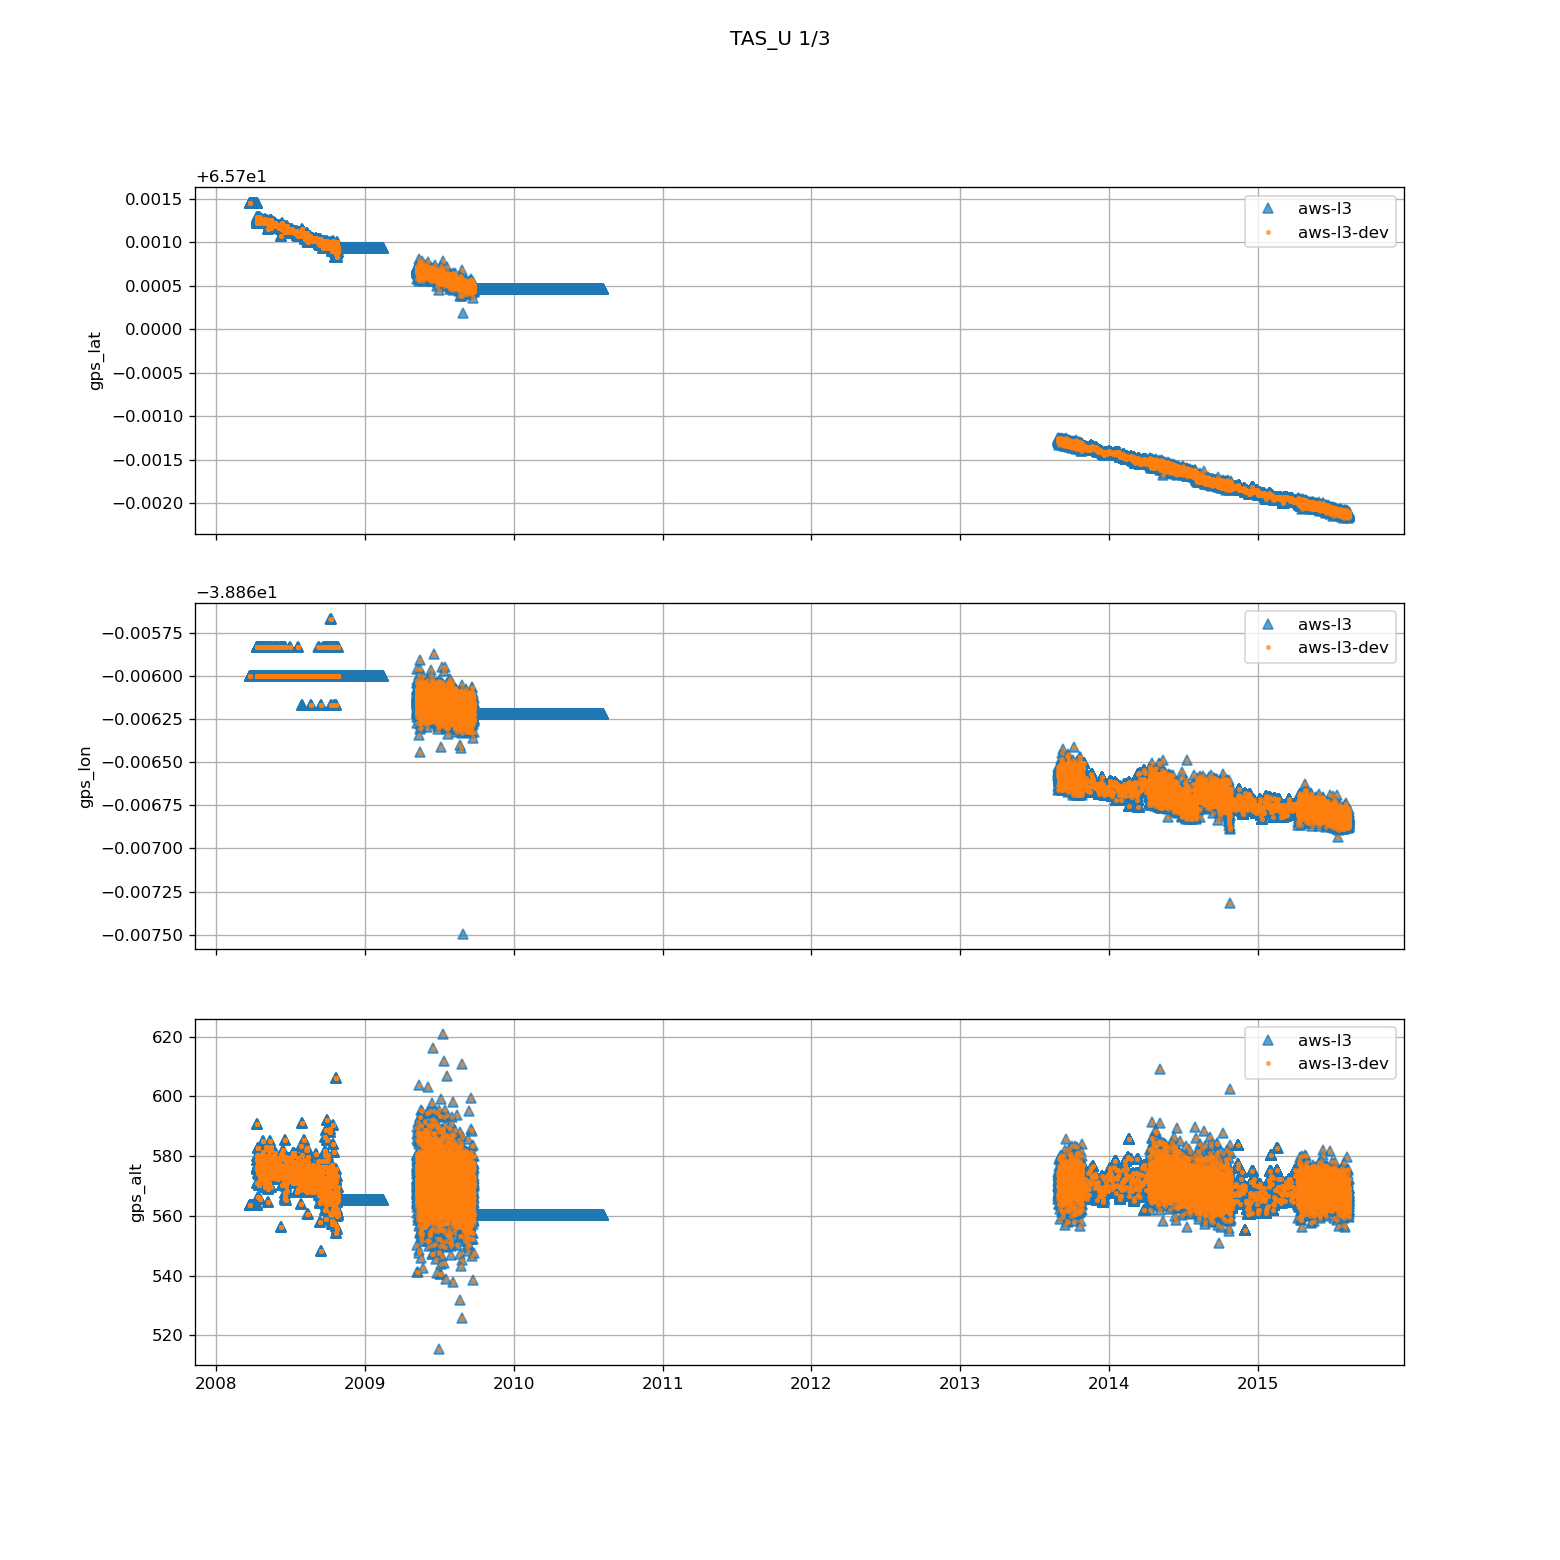 TAS_U 1/3
+6.57e1
0.0015
0.0010
0.0005
0.0000
−0.0005
−0.0010
−0.0015
−0.0020
gps_lat
aws-l3
aws-l3-dev
−3.886e1
−0.00575
−0.00600
−0.00625
−0.00650
−0.00675
−0.00700
−0.00725
−0.00750
gps_lon
aws-l3
aws-l3-dev
620
600
580
560
540
520
gps_alt
aws-l3
aws-l3-dev
2008 2009 2010 2011 2012 2013 2014 2015